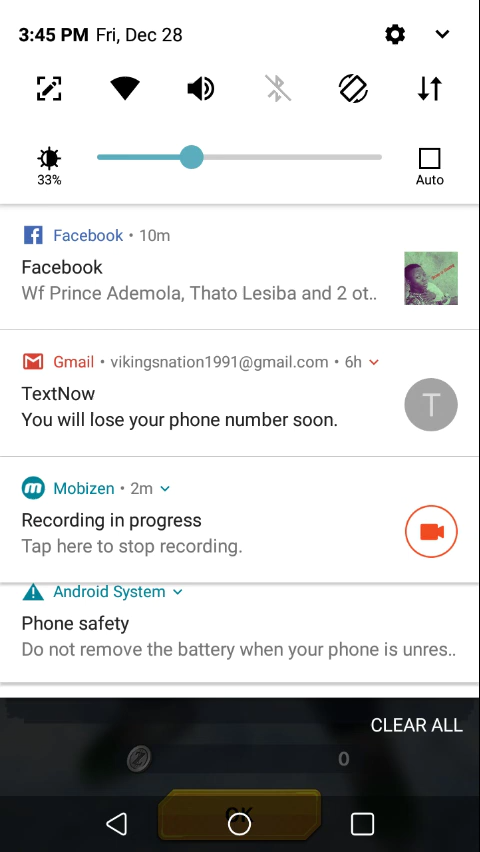 3:45 PM Fri, Dec 28
33%
Auto
Facebook • 10m
Facebook
Wf Prince Ademola, Thato Lesiba and 2 ot..
Gmail • vikingsnation1991@gmail.com • 6h
TextNow
You will lose your phone number soon.
T
Mobizen • 2m
Recording in progress
Tap here to stop recording.
Android System
Phone safety
Do not remove the battery when your phone is unres..
CLEAR ALL
0
OK